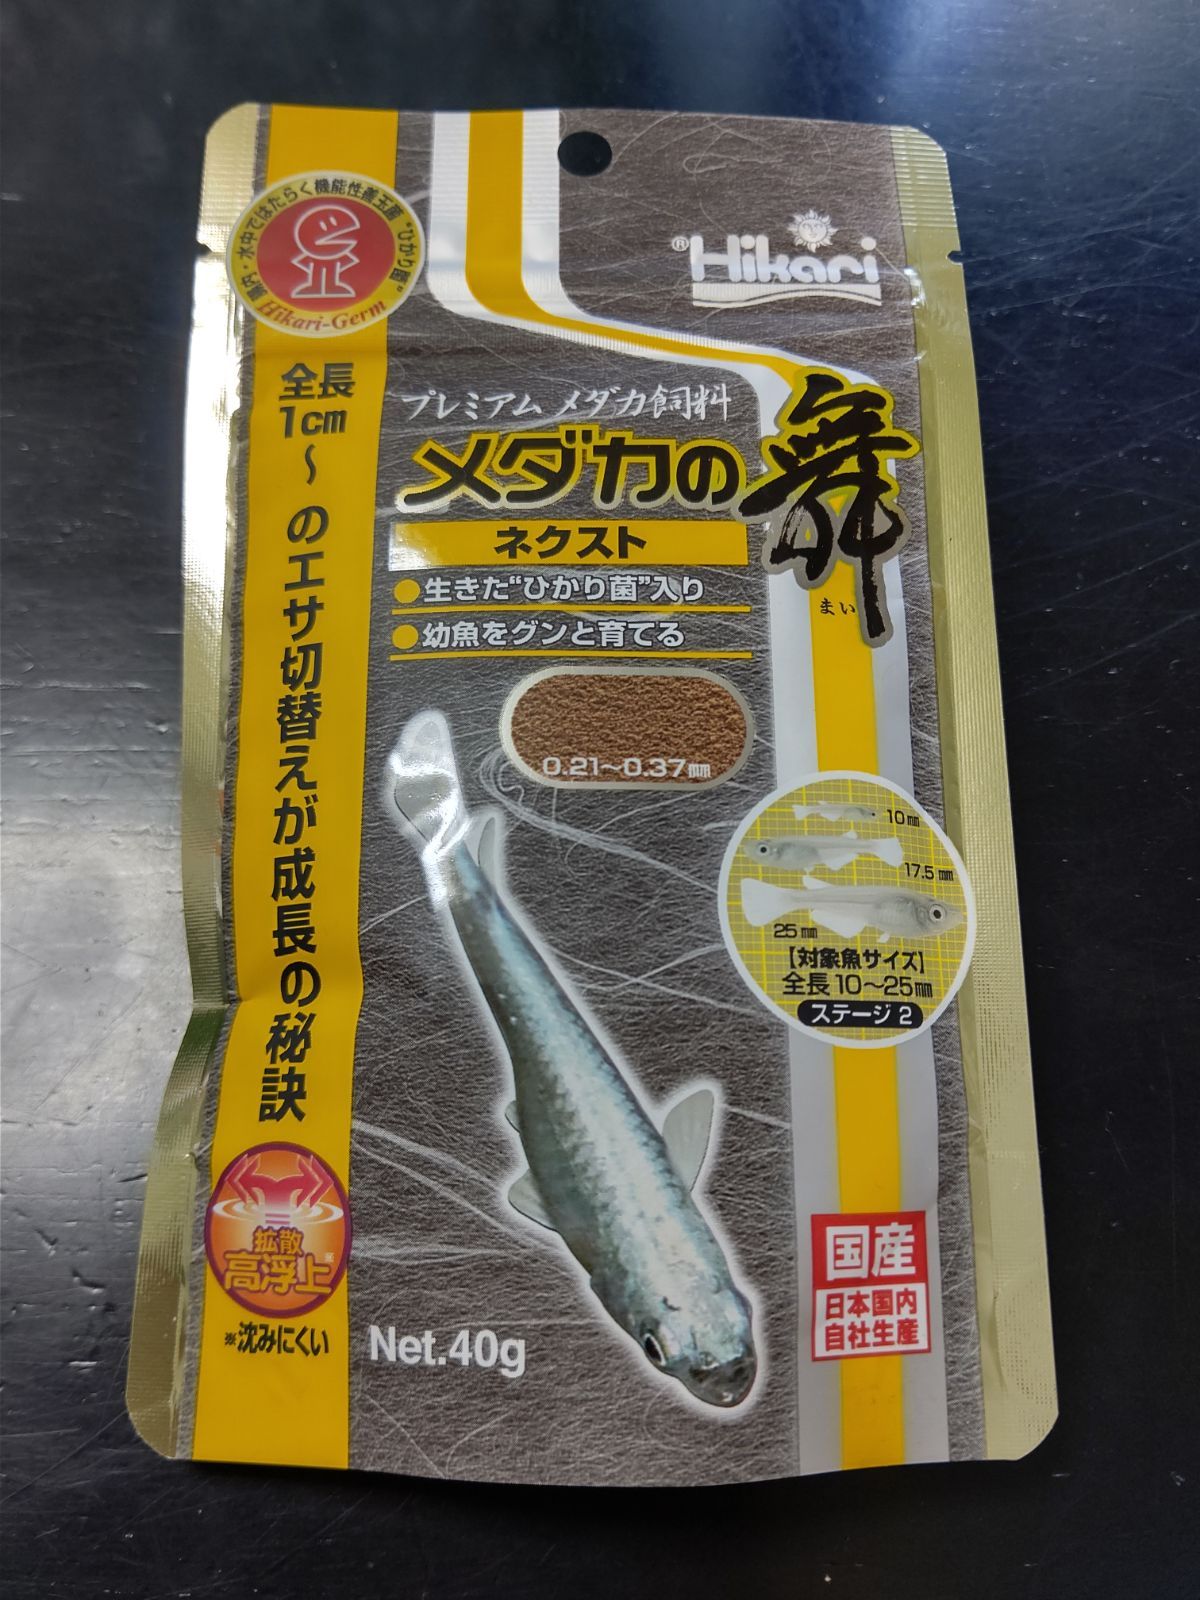 腸内・水中ではたらく機能性善玉菌“ひかり菌”
Hikari-Germ
®Hikari
全長
1cm
〜のエサ切替えが成長の秘訣
プレミアム メダカ飼料
メダカの舞
まい
ネクスト
●生きた“ひかり菌”入り
●幼魚をグンと育てる
0.21〜0.37㎜
10㎜
17.5㎜
25㎜
【対象魚サイズ】
全長10〜25㎜
ステージ2
拡散
高浮上※
※沈みにくい
Net.40g
国産
日本国内
自社生産